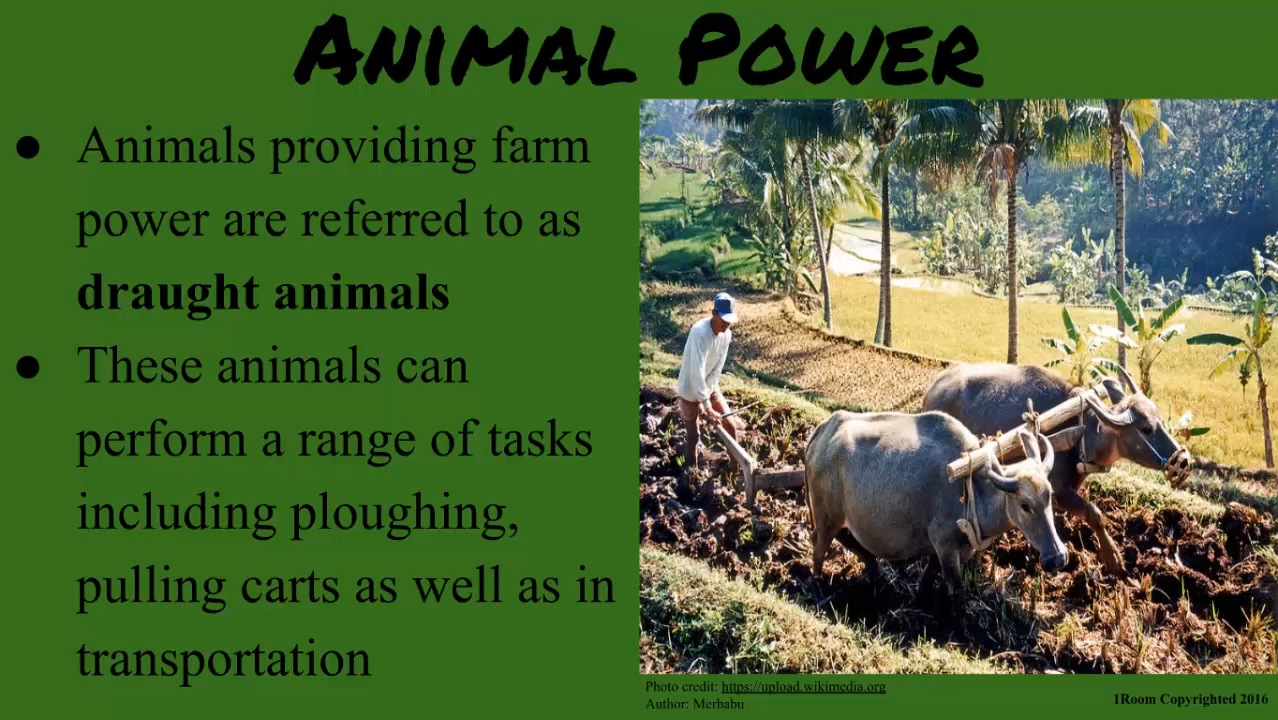 ANIMAL POWER
● Animals providing farm
power are referred to as
draught animals
● These animals can
perform a range of tasks
including ploughing,
pulling carts as well as in
transportation
Photo credit: https://upload.wikimedia.org
Author: Merbabu
1Room Copyrighted 2016